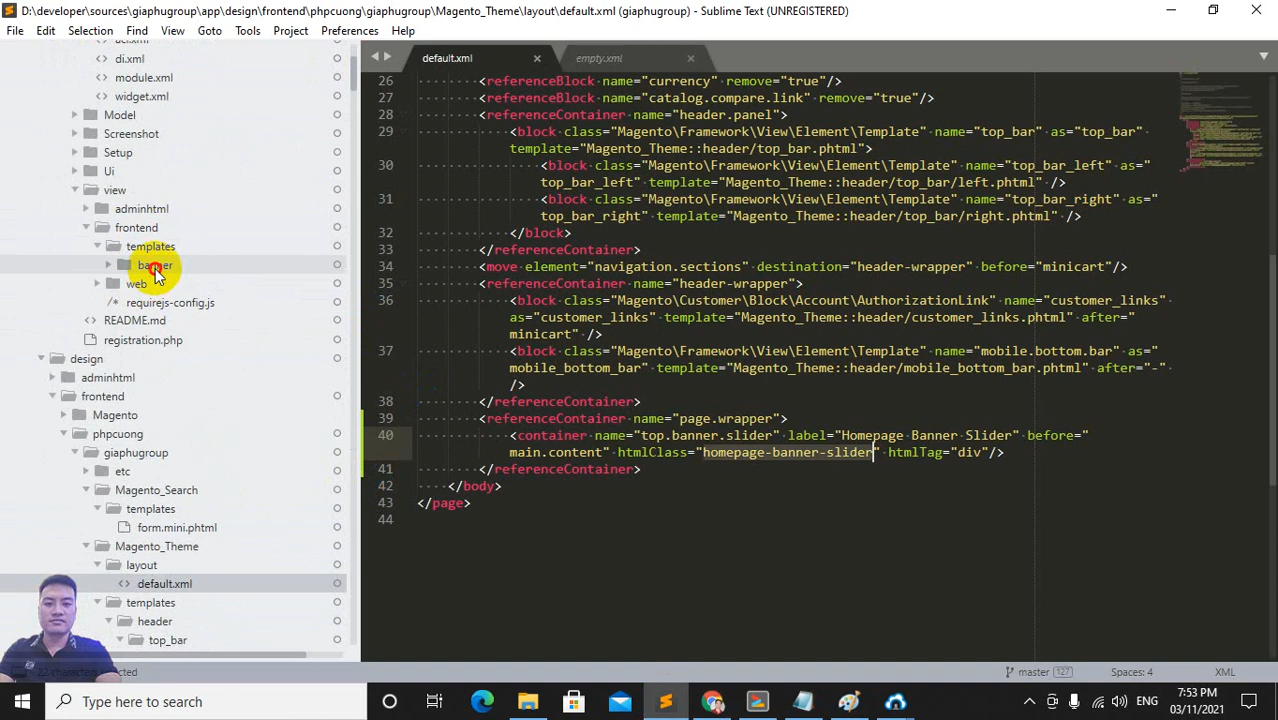 D:\developer\sources\giaphugroup\app\design\frontend\phpcuong\giaphugroup\Magento_Theme\layout\default.xml (giaphugroup) - Sublime Text (UNREGISTERED)
File Edit Selection Find View Goto Tools Project Preferences Help
di.xml
module.xml
widget.xml
Model
Screenshot
Setup
Ui
view
adminhtml
frontend
templates
banner
web
requirejs-config.js
README.md
registration.php
design
adminhtml
frontend
Magento
phpcuong
giaphugroup
etc
Magento_Search
templates
form.mini.phtml
Magento_Theme
layout
default.xml
templates
header
top_bar
default.xml empty.xml
26 <referenceBlock name="currency" remove="true"/>
27 <referenceBlock name="catalog.compare.link" remove="true"/>
28 <referenceContainer name="header.panel">
29 <block class="Magento\Framework\View\Element\Template" name="top_bar" as="top_bar"
template="Magento_Theme::header/top_bar.phtml">
30 <block class="Magento\Framework\View\Element\Template" name="top_bar_left" as="
top_bar_left" template="Magento_Theme::header/top_bar/left.phtml" />
31 <block class="Magento\Framework\View\Element\Template" name="top_bar_right" as="
top_bar_right" template="Magento_Theme::header/top_bar/right.phtml" />
32 </block>
33 </referenceContainer>
34 <move element="navigation.sections" destination="header-wrapper" before="minicart"/>
35 <referenceContainer name="header-wrapper">
36 <block class="Magento\Customer\Block\Account\AuthorizationLink" name="customer_links"
as="customer_links" template="Magento_Theme::header/customer_links.phtml" after="
minicart" />
37 <block class="Magento\Framework\View\Element\Template" name="mobile.bottom.bar" as="
mobile_bottom_bar" template="Magento_Theme::header/mobile_bottom_bar.phtml" after="-"
/>
38 </referenceContainer>
39 <referenceContainer name="page.wrapper">
40 <container name="top.banner.slider" label="Homepage Banner Slider" before="
main.content" htmlClass="homepage-banner-slider" htmlTag="div"/>
41 </referenceContainer>
42 </body>
43 </page>
44
22 characters selected
master 127 Spaces: 4 XML
Type here to search
ENG
7:53 PM
03/11/2021